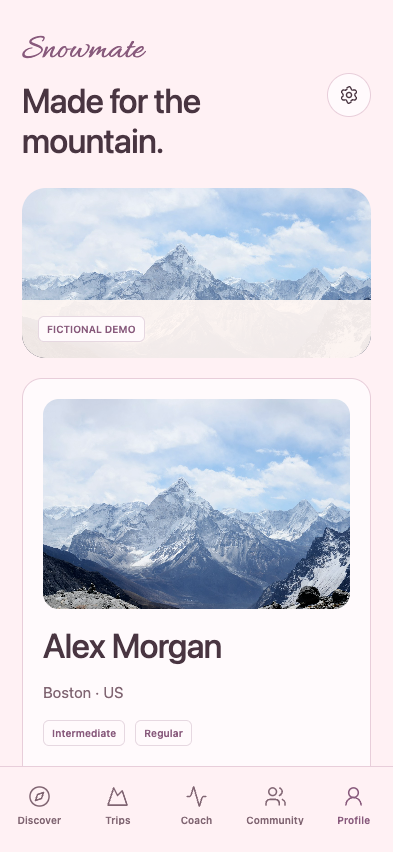 Snowmate
Made for the
mountain.
FICTIONAL DEMO
Alex Morgan
Boston · US
Intermediate
Regular
Discover
Trips
Coach
Community
Profile